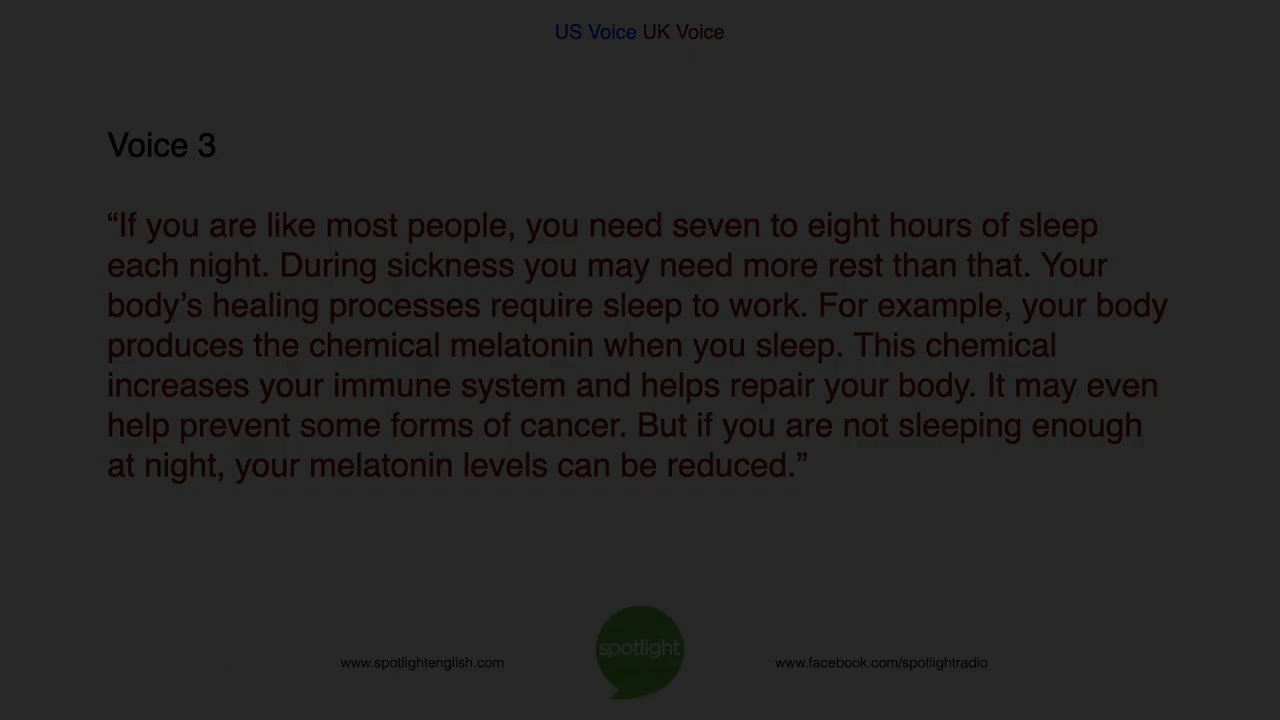 US Voice UK Voice
Voice 3
“If you are like most people, you need seven to eight hours of sleep
each night. During sickness you may need more rest than that. Your
body’s healing processes require sleep to work. For example, your body
produces the chemical melatonin when you sleep. This chemical
increases your immune system and helps repair your body. It may even
help prevent some forms of cancer. But if you are not sleeping enough
at night, your melatonin levels can be reduced.”
spotlight
www.spotlightenglish.com
www.facebook.com/spotlightradio